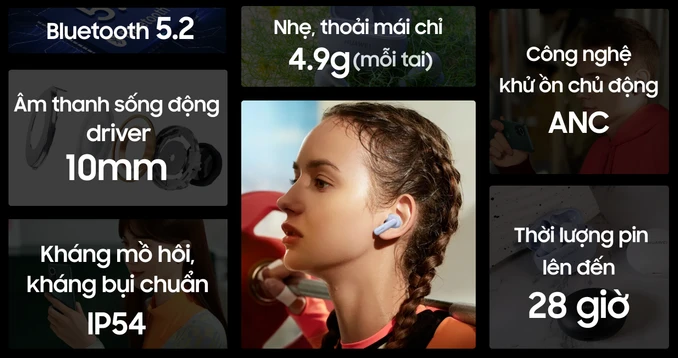 Bluetooth 5.2
Âm thanh sống động
driver
10mm
Kháng mồ hôi,
kháng bụi chuẩn
IP54
Nhẹ, thoải mái chỉ
4.9g (mỗi tai)
Công nghệ
khử ồn chủ động
ANC
Thời lượng pin
lên đến
28 giờ